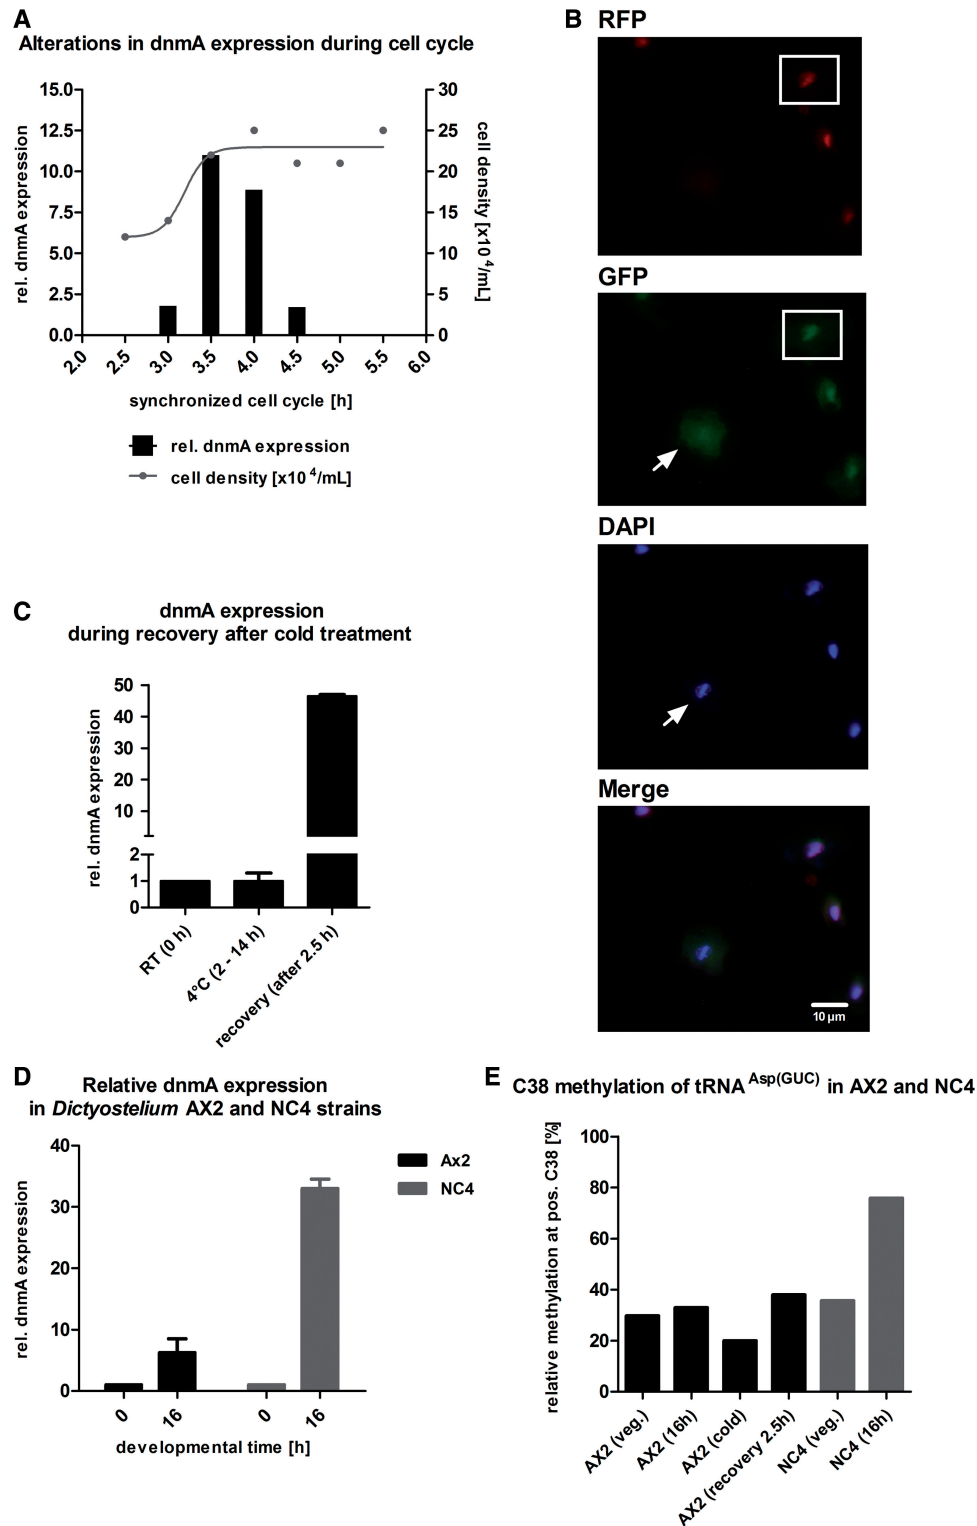 A
Alterations in dnmA expression during cell cycle
rel. dnmA expression
15.0
12.5
10.0
7.5
5.0
2.5
0.0
30
25
20
15
10
5
0
cell density [x10 4/mL]
2.0
2.5
3.0
3.5
4.0
4.5
5.0
5.5
6.0
synchronized cell cycle [h]
rel. dnmA expression
cell density [x10 4/mL]
B
RFP
GFP
DAPI
Merge
10 µm
C
dnmA expression
during recovery after cold treatment
rel. dnmA expression
50
40
30
20
10
2
1
0
RT (0 h)
4°C (2 - 14 h)
recovery (after 2.5 h)
D
Relative dnmA expression
in Dictyostelium AX2 and NC4 strains
rel. dnmA expression
40
30
20
10
0
0
16
0
16
developmental time [h]
Ax2
NC4
E
C38 methylation of tRNA Asp(GUC) in AX2 and NC4
relative methylation at pos. C38 [%]
100
80
60
40
20
0
AX2 (veg.)
AX2 (16h)
AX2 (cold)
AX2 (recovery 2.5h)
NC4 (veg.)
NC4 (16h)